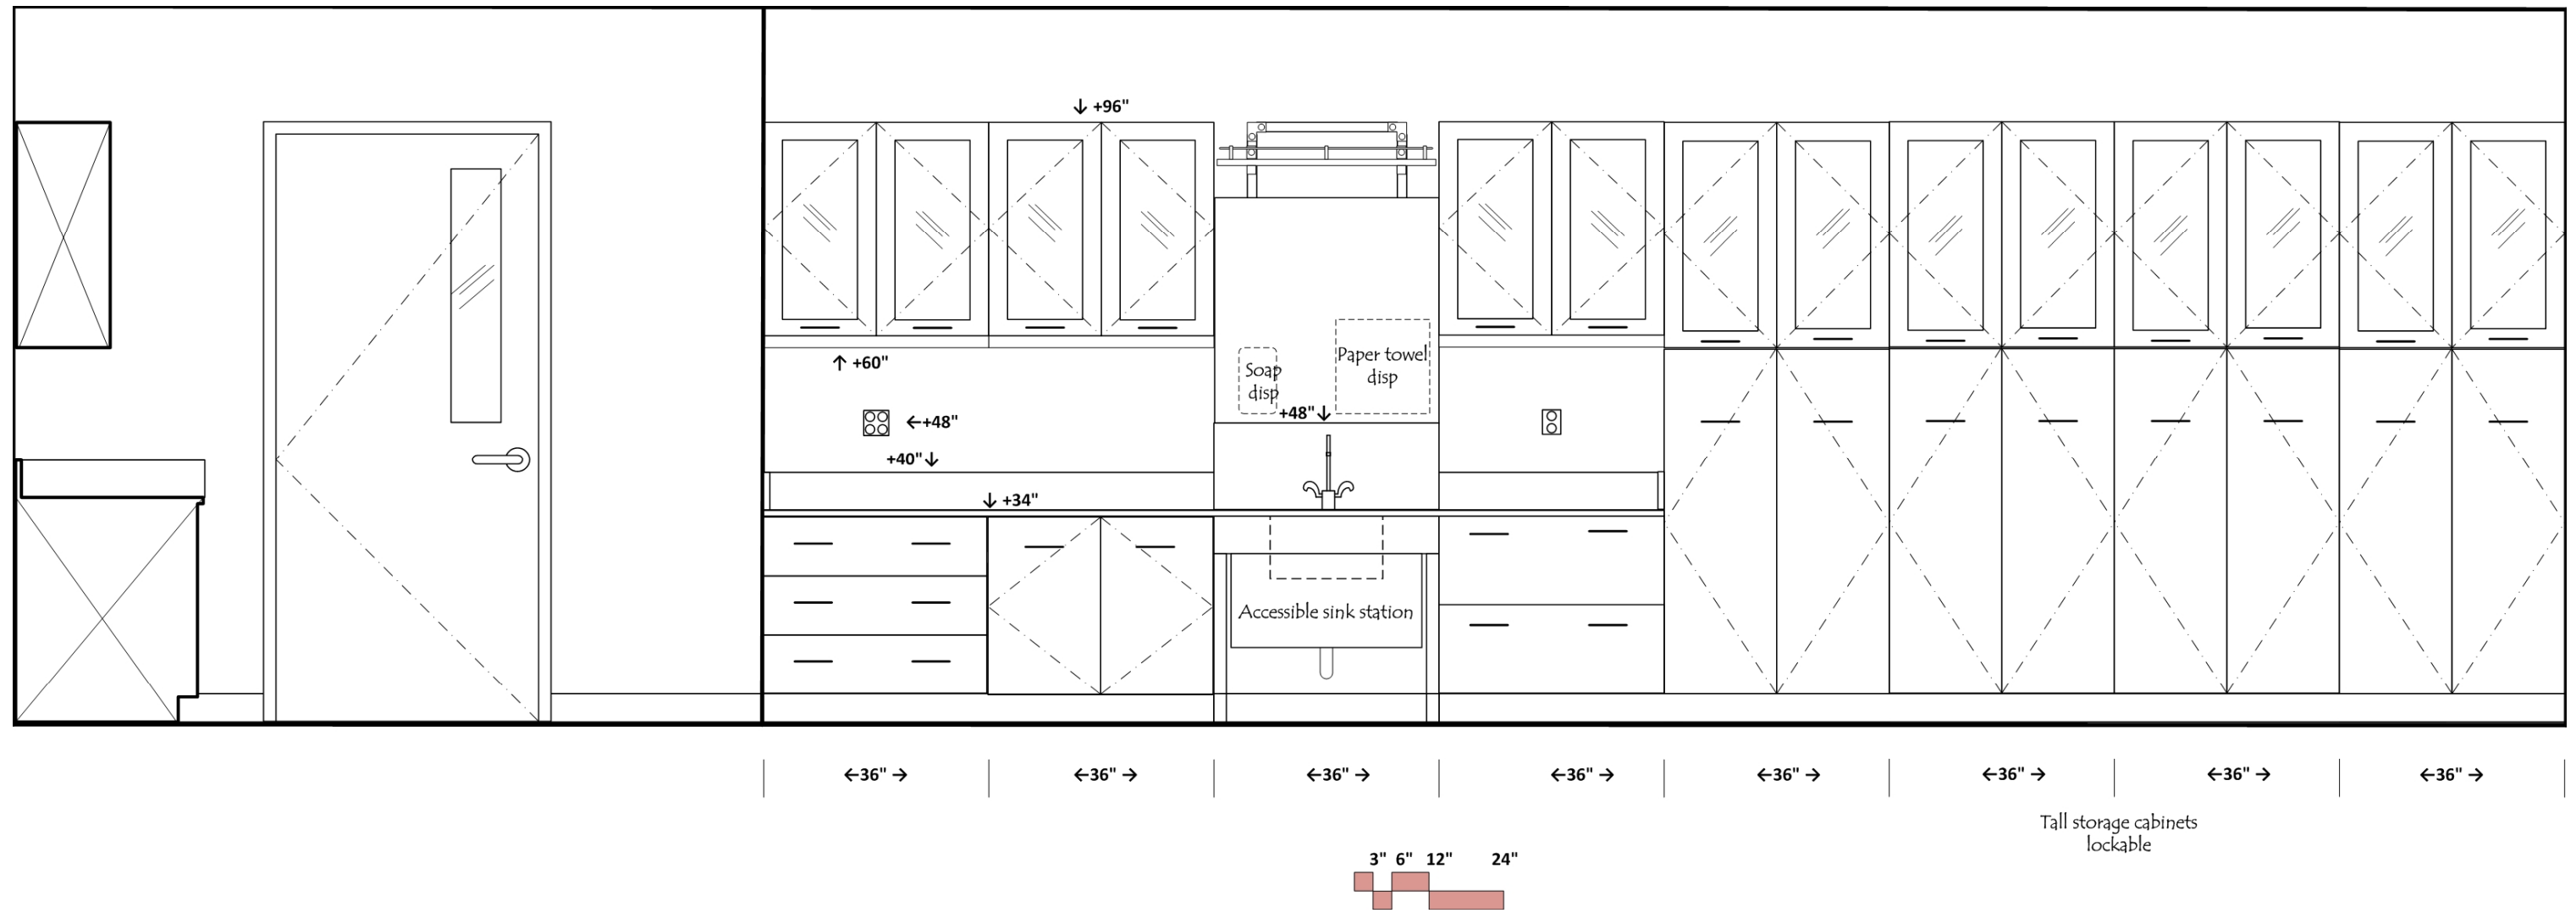 ↓ +96"
↑ +60"
Soap
disp
Paper towel
disp
+48" ↓
←+48"
+40" ↓
↓ +34"
Accessible sink station
←36" →
←36" →
←36" →
←36" →
←36" →
←36" →
←36" →
←36" →
Tall storage cabinets
lockable
3" 6" 12" 24"